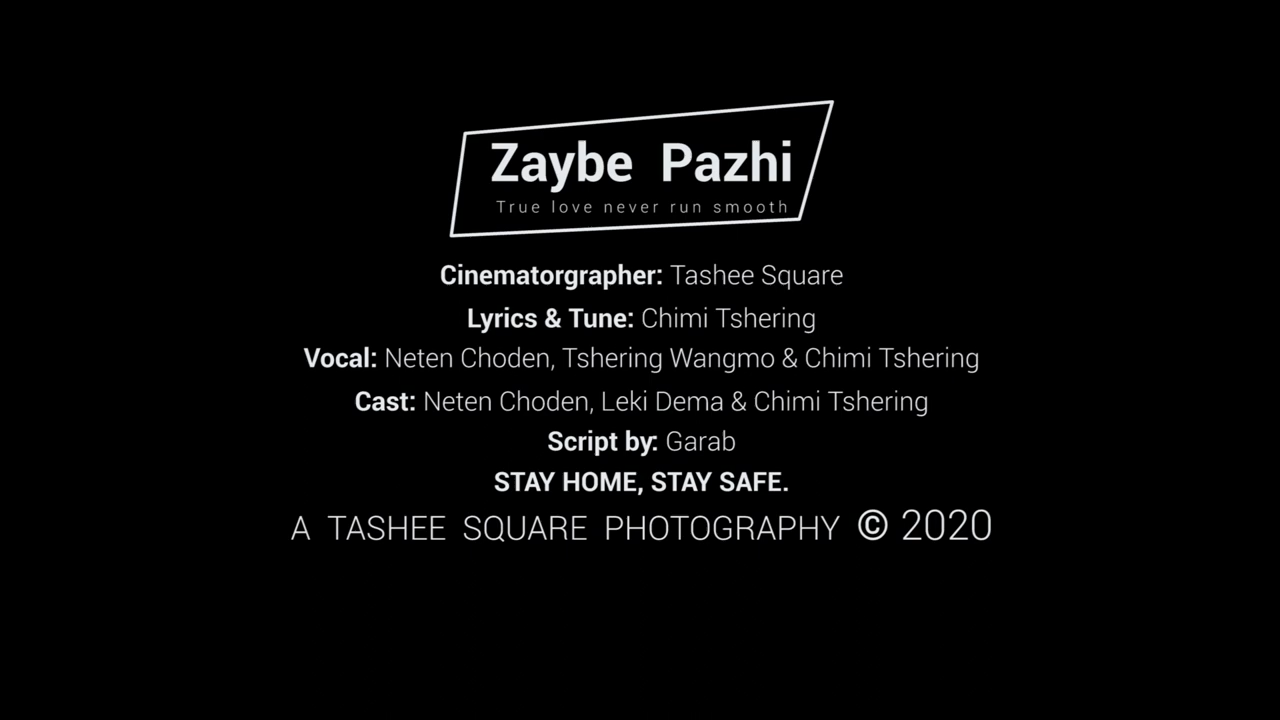 Zaybe Pazhi
True love never run smooth
Cinematorgrapher: Tashee Square
Lyrics & Tune: Chimi Tshering
Vocal: Neten Choden, Tshering Wangmo & Chimi Tshering
Cast: Neten Choden, Leki Dema & Chimi Tshering
Script by: Garab
STAY HOME, STAY SAFE.
A TASHEE SQUARE PHOTOGRAPHY © 2020